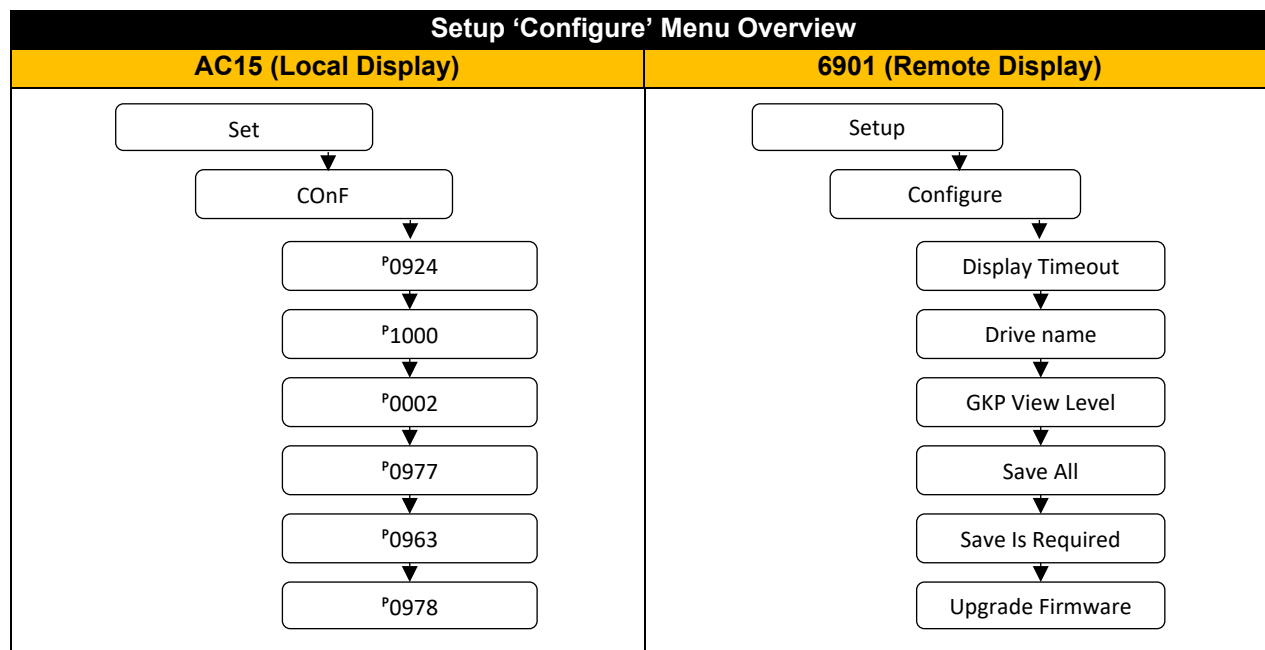 Setup ‘Configure’ Menu Overview
AC15 (Local Display)
6901 (Remote Display)
Set
COnF
ᴾ0924
ᴾ1000
ᴾ0002
ᴾ0977
ᴾ0963
ᴾ0978
Setup
Configure
Display Timeout
Drive name
GKP View Level
Save All
Save Is Required
Upgrade Firmware